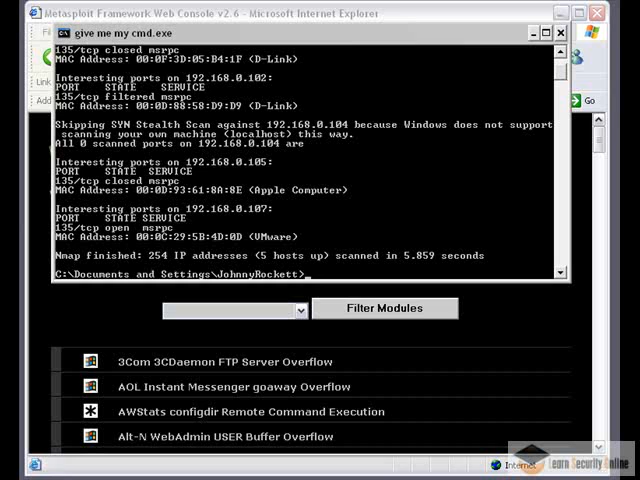 Metasploit Framework Web Console v2.6 - Microsoft Internet Explorer
give me my cmd.exe
135/tcp closed msrpc
MAC Address: 00:0F:3D:05:B4:1F (D-Link)
Interesting ports on 192.168.0.102:
PORT STATE SERVICE
135/tcp filtered msrpc
MAC Address: 00:0D:88:58:D9:D9 (D-Link)
Skipping SYN Stealth Scan against 192.168.0.104 because Windows does not support
scanning your own machine (localhost) this way.
All 0 scanned ports on 192.168.0.104 are
Interesting ports on 192.168.0.105:
PORT STATE SERVICE
135/tcp closed msrpc
MAC Address: 00:0D:93:61:8A:8E (Apple Computer)
Interesting ports on 192.168.0.107:
PORT STATE SERVICE
135/tcp open msrpc
MAC Address: 00:0C:29:5B:4D:0D (VMware)
Nmap finished: 254 IP addresses (5 hosts up) scanned in 5.859 seconds
C:\Documents and Settings\JohnnyRockett>_
Link
Go
Filter Modules
3Com 3CDaemon FTP Server Overflow
AOL Instant Messenger goaway Overflow
AWStats configdir Remote Command Execution
Alt-N WebAdmin USER Buffer Overflow
Internet
Learn Security Online